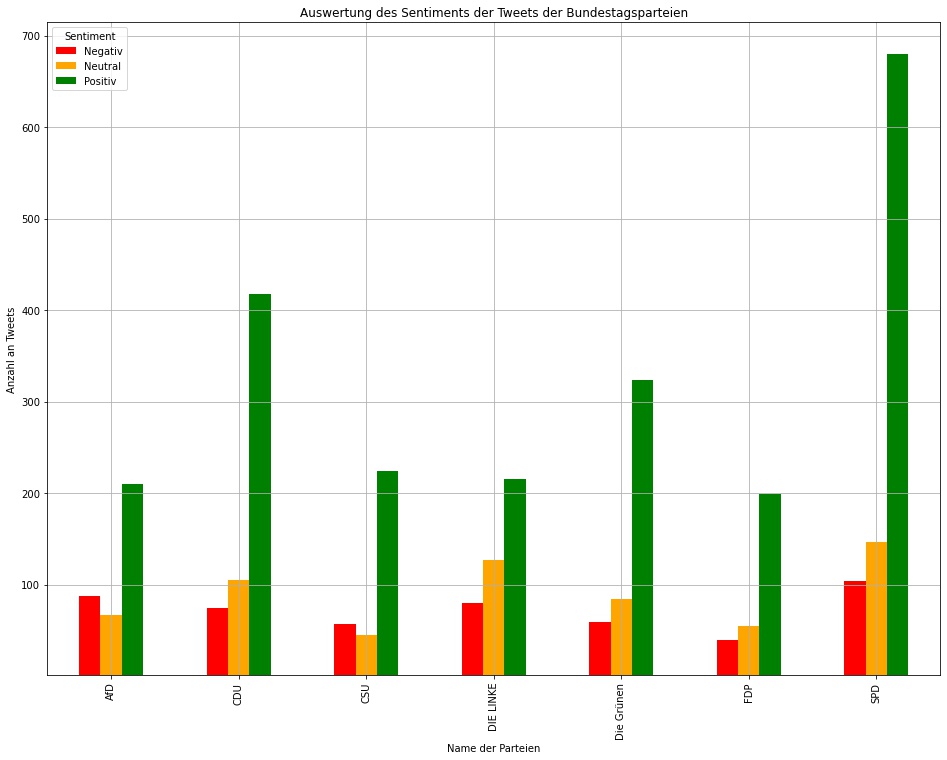 Auswertung des Sentiments der Tweets der Bundestagsparteien
Sentiment
Negativ
Neutral
Positiv
Anzahl an Tweets
700
600
500
400
300
200
100
AfD
CDU
CSU
DIE LINKE
Die Grünen
FDP
SPD
Name der Parteien